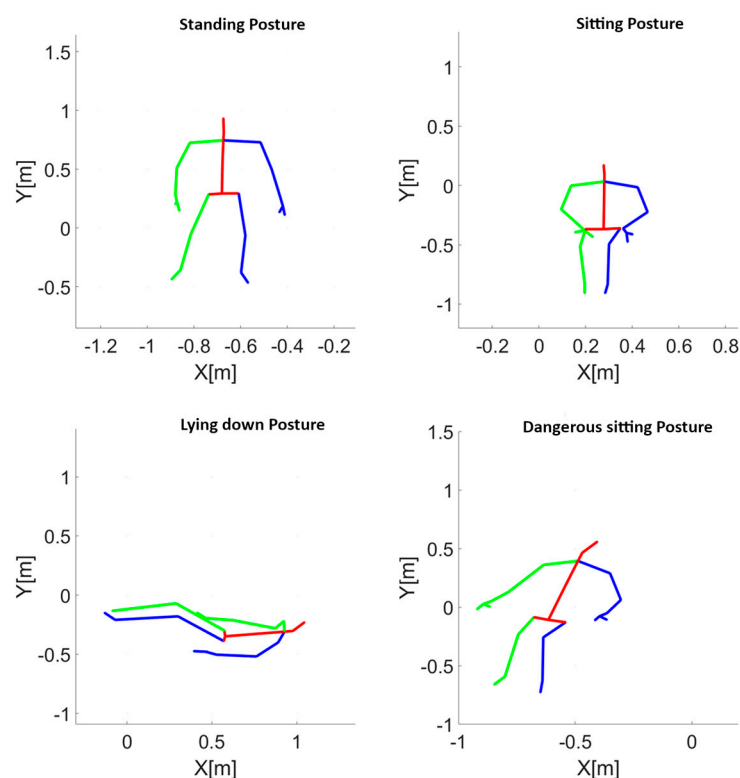 Standing Posture
1.5
1
0.5
0
-0.5
Y[m]
-1.2 -1 -0.8 -0.6 -0.4 -0.2
X[m]
Sitting Posture
1
0.5
0
-0.5
-1
Y[m]
-0.2 0 0.2 0.4 0.6 0.8
X[m]
Lying down Posture
1
0.5
0
-0.5
-1
Y[m]
0 0.5 1
X[m]
Dangerous sitting Posture
1.5
1
0.5
0
-0.5
-1
Y[m]
-1 -0.5 0
X[m]